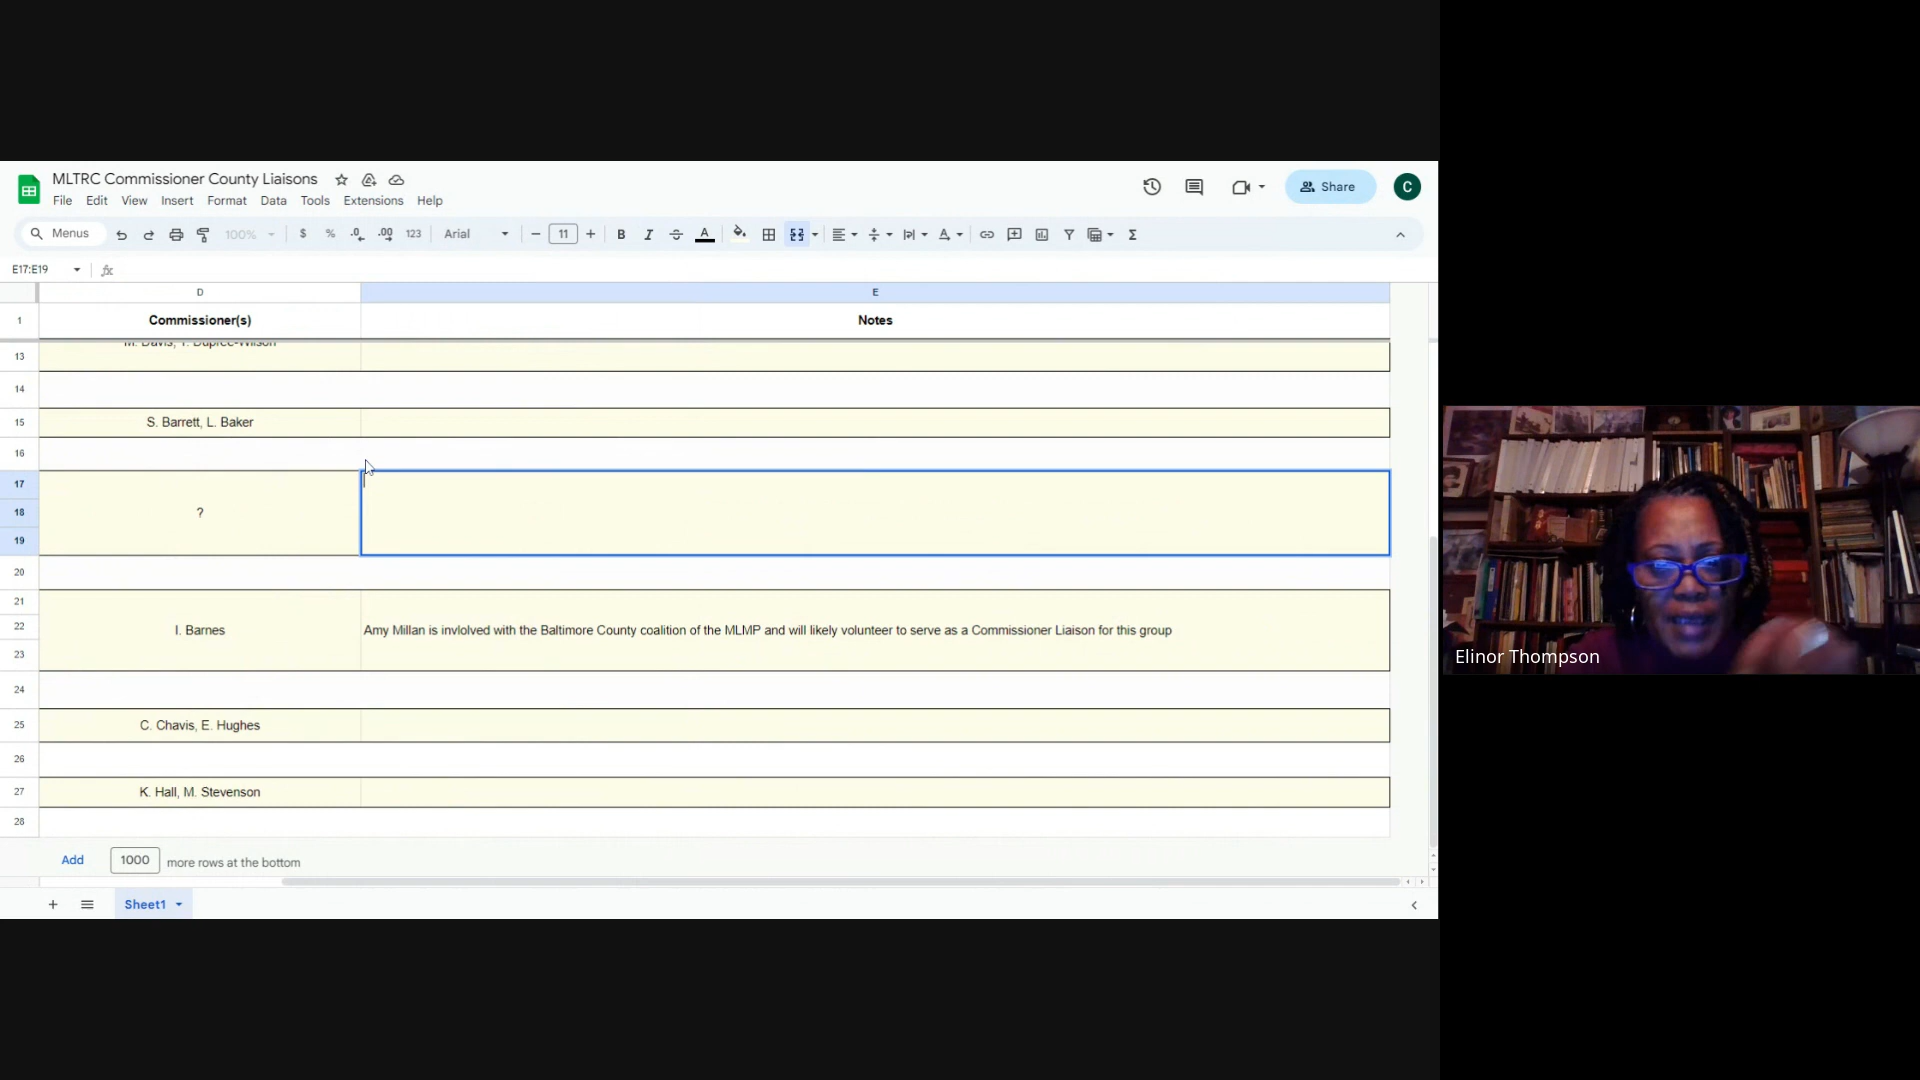 MLTRC Commissioner County Liaisons
File Edit View Insert Format Data Tools Extensions Help
Share
C
Menus
100%
$ % .0 .00 123
Arial
11
B I A
E17:E19
fx
D E
1 Commissioner(s) Notes
13 M. Davis, T. Dupree-Wilson
14
15 S. Barrett, L. Baker
16
17
18 ?
19
20
21
22 I. Barnes Amy Millan is invlolved with the Baltimore County coalition of the MLMP and will likely volunteer to serve as a Commissioner Liaison for this group
23
24
25 C. Chavis, E. Hughes
26
27 K. Hall, M. Stevenson
28
Add 1000 more rows at the bottom
Sheet1
Elinor Thompson